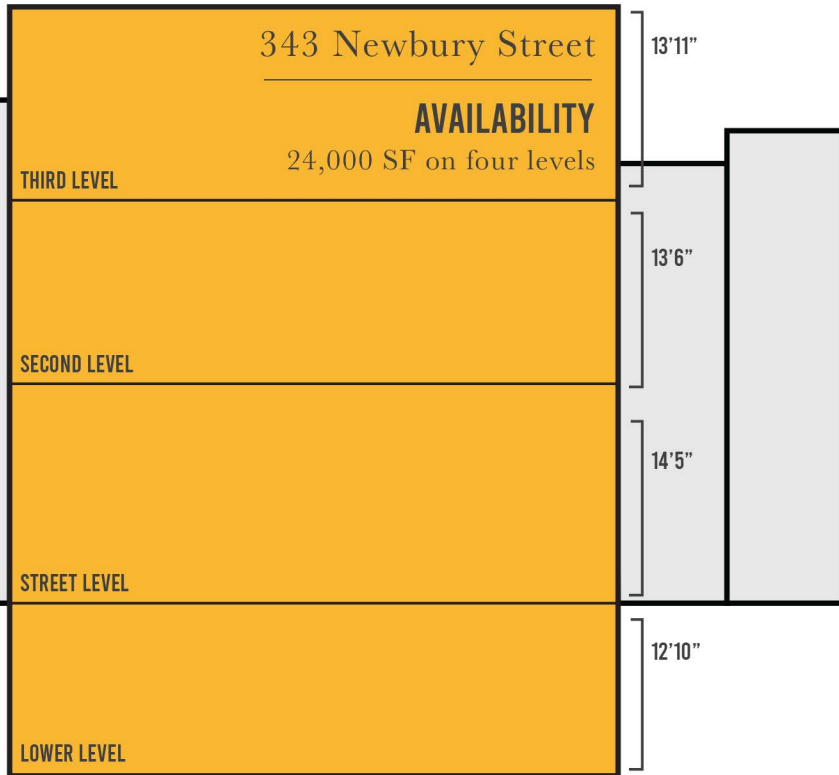 343 Newbury Street
AVAILABILITY
24,000 SF on four levels
13’11”
THIRD LEVEL
13’6”
SECOND LEVEL
14’5”
STREET LEVEL
12’10”
LOWER LEVEL